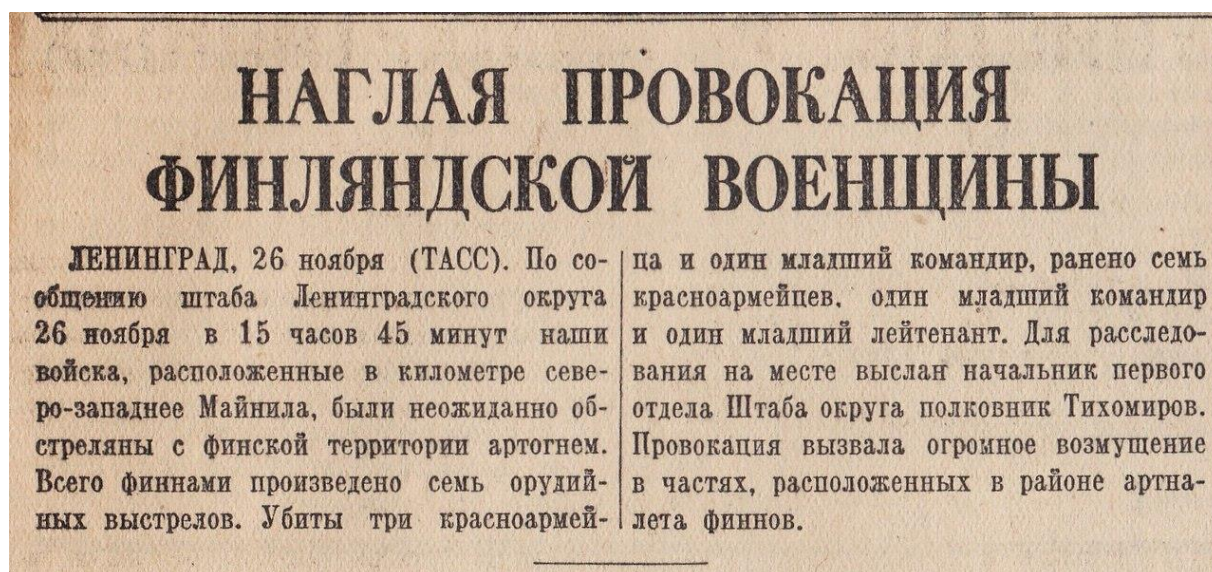 НАГЛАЯ ПРОВОКАЦИЯ
ФИНЛЯНДСКОЙ ВОЕНЩИНЫ
ЛЕНИНГРАД, 26 ноября (ТАСС). По со-
общению штаба Ленинградского округа
26 ноября в 15 часов 45 минут наши
войска, расположенные в километре севе-
ро-западнее Майнила, были неожиданно об-
стреляны с финской территории артогнем.
Всего финнами произведено семь орудий-
ных выстрелов. Убиты три красноармей-
ца и один младший командир, ранено семь
красноармейцев. один младший командир
и один младший лейтенант. Для расследо-
вания на месте выслан начальник первого
отдела Штаба округа полковник Тихомиров.
Провокация вызвала огромное возмущение
в частях, расположенных в районе артна-
лета финнов.